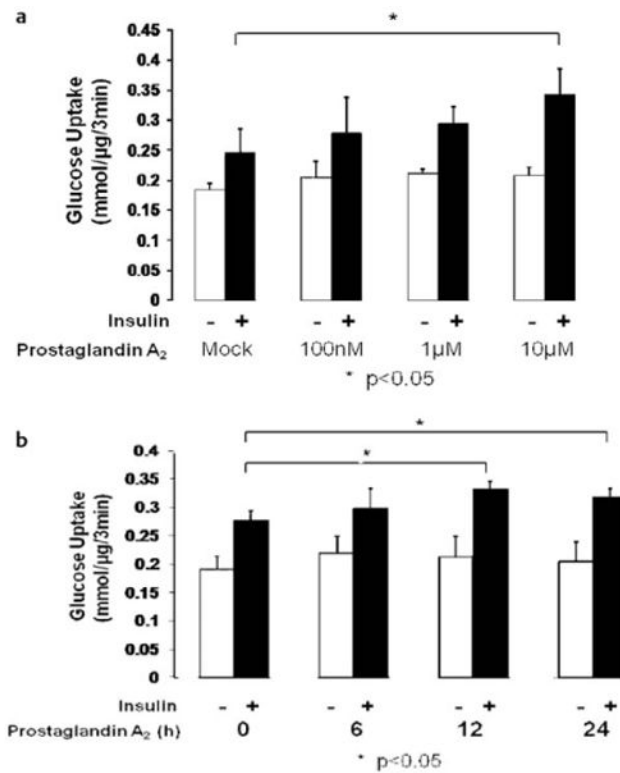 a
*
Glucose Uptake
(mmol/µg/3min)
0.45
0.4
0.35
0.3
0.25
0.2
0.15
0.1
0.05
0
Insulin - + - + - + - +
Prostaglandin A₂ Mock 100nM 1µM 10µM
* p<0.05
b
*
*
Glucose Uptake
(mmol/µg/3min)
0.4
0.35
0.3
0.25
0.2
0.15
0.1
0.05
0
Insulin - + - + - + - +
Prostaglandin A₂ (h) 0 6 12 24
* p<0.05